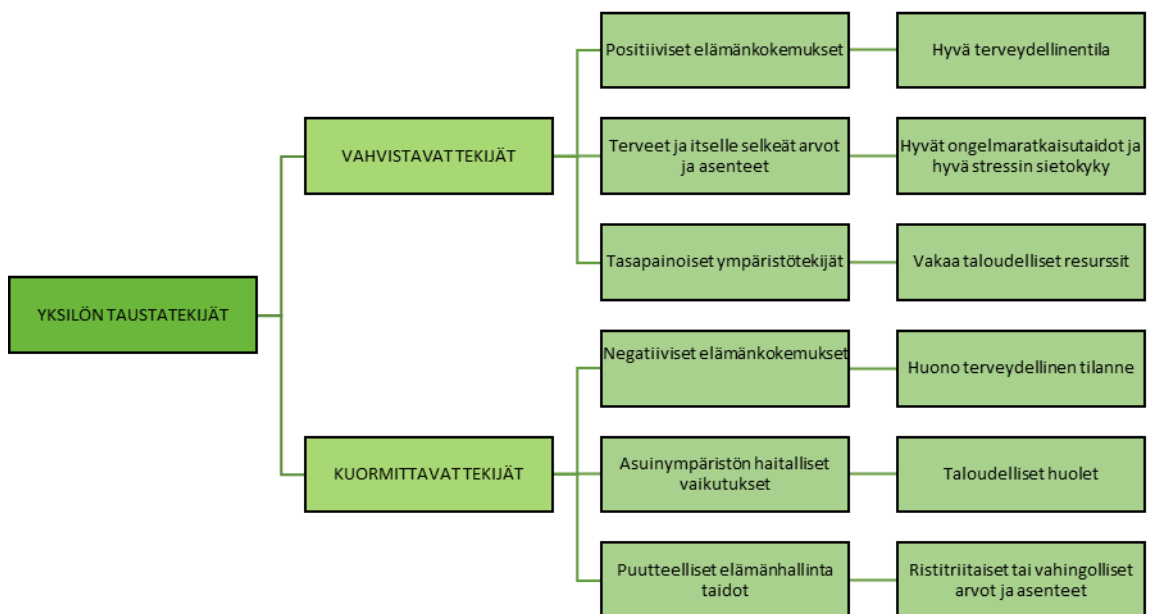 Positiiviset elämänkokemukset
Hyvä terveydellinentila
VAHVISTAVAT TEKIJÄT
Terveet ja itselle selkeät arvot
ja asenteet
Hyvät ongelmaratkaisutaidot ja
hyvä stressin sietokyky
Tasapainoiset ympäristötekijät
Vakaa taloudelliset resurssit
YKSILÖN TAUSTATEKIJÄT
Negatiiviset elämänkokemukset
Huono terveydellinen tilanne
KUORMITTAVAT TEKIJÄT
Asuinympäristön haitalliset
vaikutukset
Taloudelliset huolet
Puutteelliset elämänhallinta
taidot
Ristitriitaiset tai vahingolliset
arvot ja asenteet